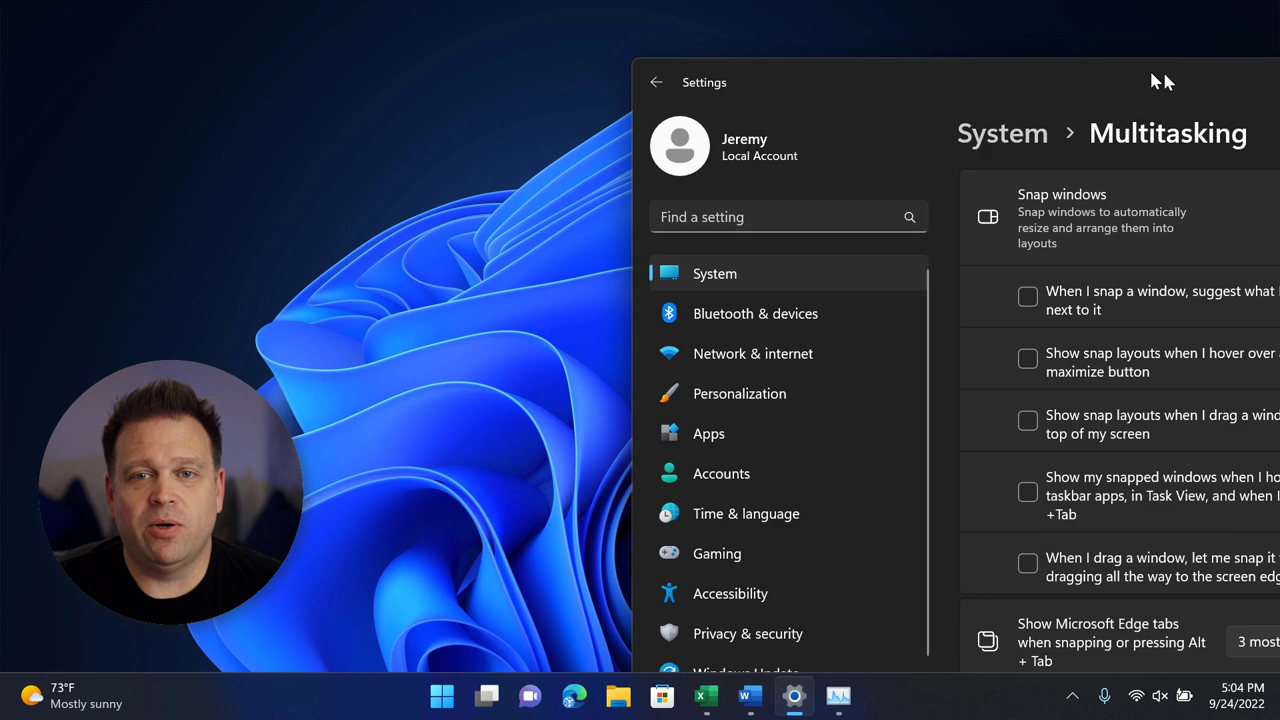 Settings
Jeremy
Local Account
Find a setting
System
Bluetooth & devices
Network & internet
Personalization
Apps
Accounts
Time & language
Gaming
Accessibility
Privacy & security
Windows Update
System > Multitasking
Snap windows
Snap windows to automatically
resize and arrange them into
layouts
When I snap a window, suggest what
next to it
Show snap layouts when I hover over
maximize button
Show snap layouts when I drag a
top of my screen
Show my snapped windows when I
taskbar apps, in Task View, and when I
+Tab
When I drag a window, let me snap it
dragging all the way to the screen
Show Microsoft Edge tabs
when snapping or pressing Alt
+ Tab
3 most
73°F
Mostly sunny
5:04 PM
9/24/2022